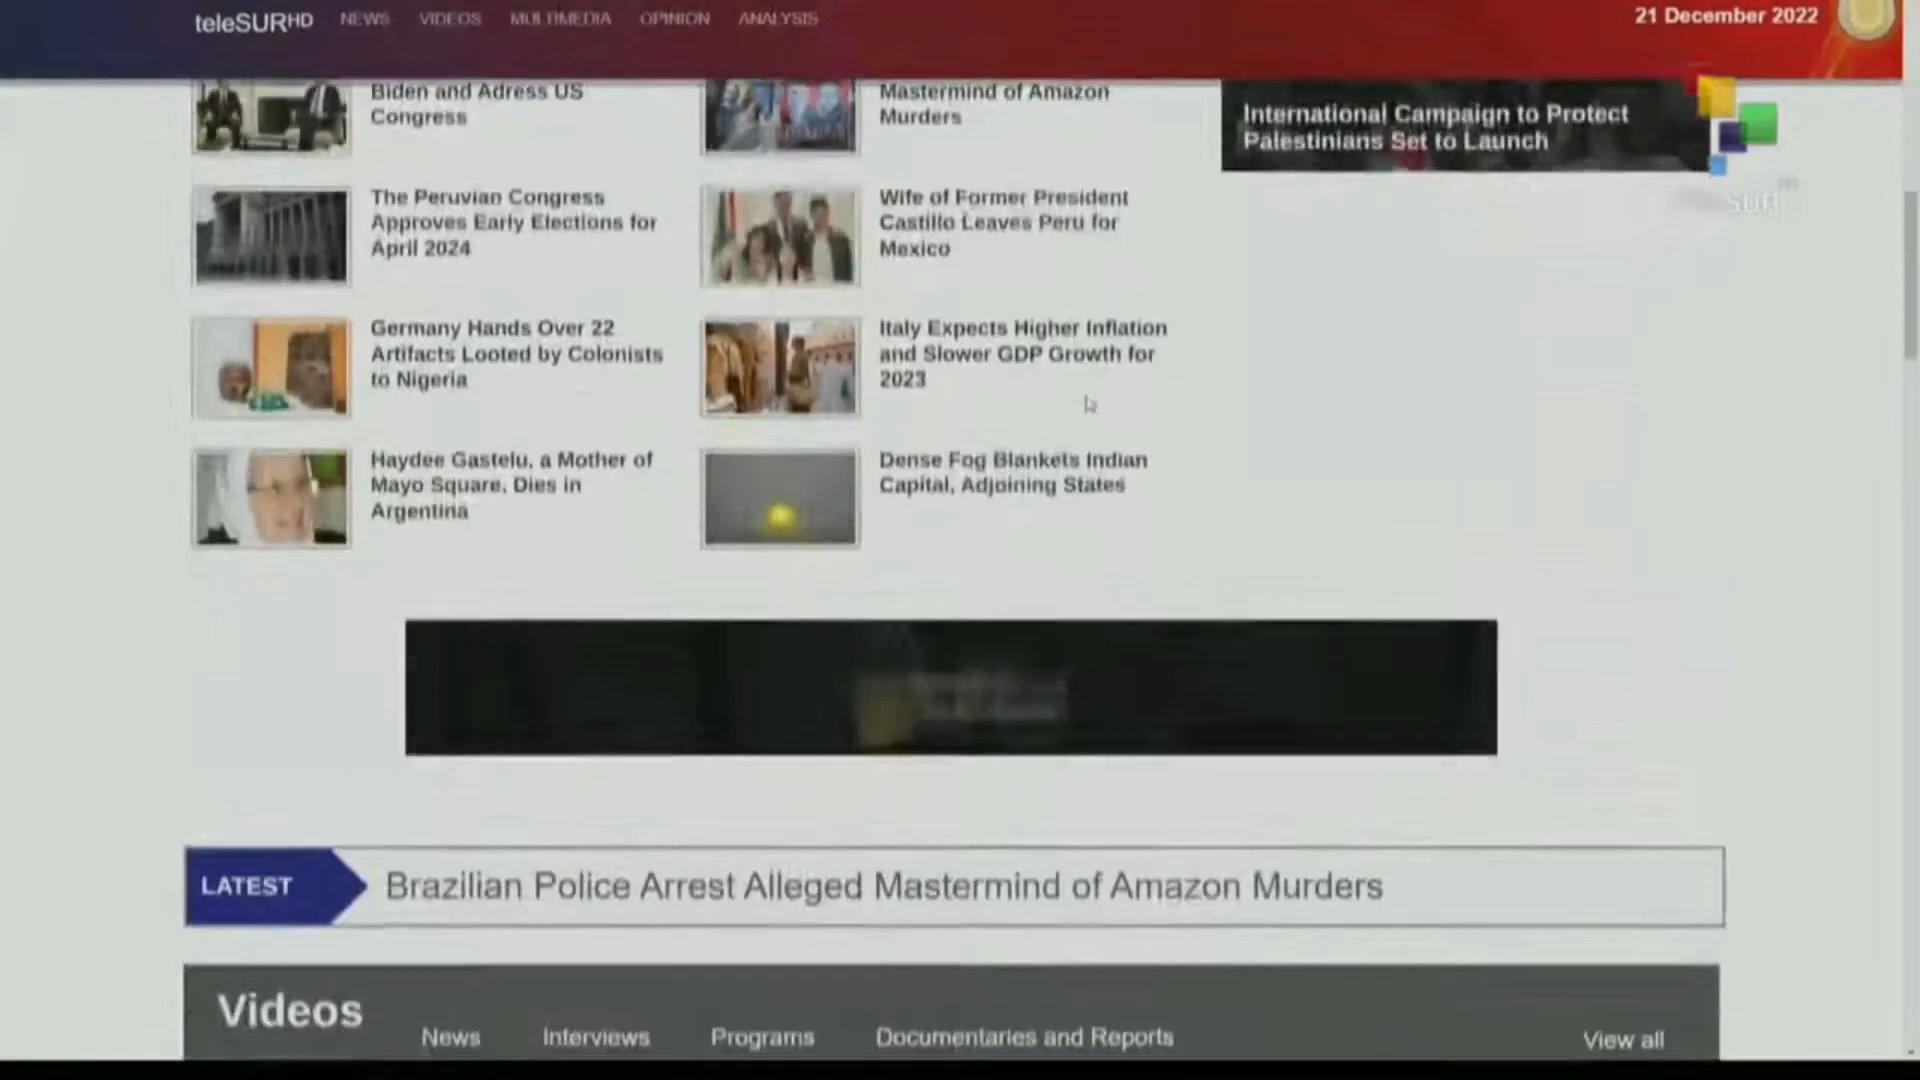 teleSURHD
NEWS
VIDEOS
MULTIMEDIA
OPINION
ANALYSIS
21 December 2022
Biden and Adress US
Congress
Mastermind of Amazon
Murders
International Campaign to Protect
Palestinians Set to Launch
SUR
The Peruvian Congress
Approves Early Elections for
April 2024
Wife of Former President
Castillo Leaves Peru for
Mexico
Germany Hands Over 22
Artifacts Looted by Colonists
to Nigeria
Italy Expects Higher Inflation
and Slower GDP Growth for
2023
Haydee Gastelu, a Mother of
Mayo Square, Dies in
Argentina
Dense Fog Blankets Indian
Capital, Adjoining States
LATEST
Brazilian Police Arrest Alleged Mastermind of Amazon Murders
Videos
News
Interviews
Programs
Documentaries and Reports
View all